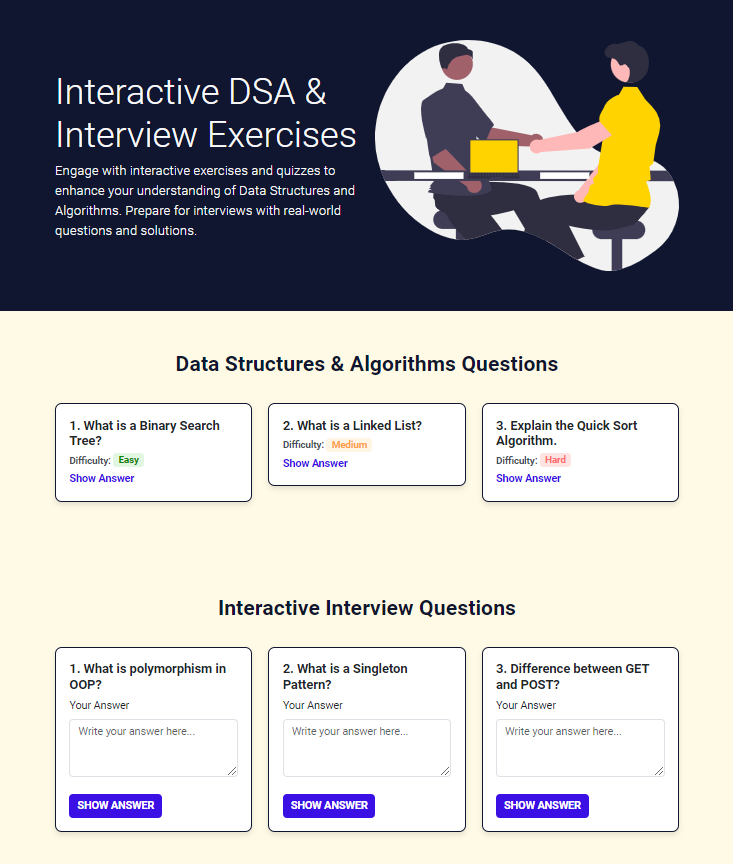 Interactive DSA &
Interview Exercises
Engage with interactive exercises and quizzes to
enhance your understanding of Data Structures and
Algorithms. Prepare for interviews with real-world
questions and solutions.
Data Structures & Algorithms Questions
1. What is a Binary Search
Tree?
Difficulty: Easy
Show Answer
2. What is a Linked List?
Difficulty: Medium
Show Answer
3. Explain the Quick Sort
Algorithm.
Difficulty: Hard
Show Answer
Interactive Interview Questions
1. What is polymorphism in
OOP?
Your Answer
Write your answer here...
SHOW ANSWER
2. What is a Singleton
Pattern?
Your Answer
Write your answer here...
SHOW ANSWER
3. Difference between GET
and POST?
Your Answer
Write your answer here...
SHOW ANSWER